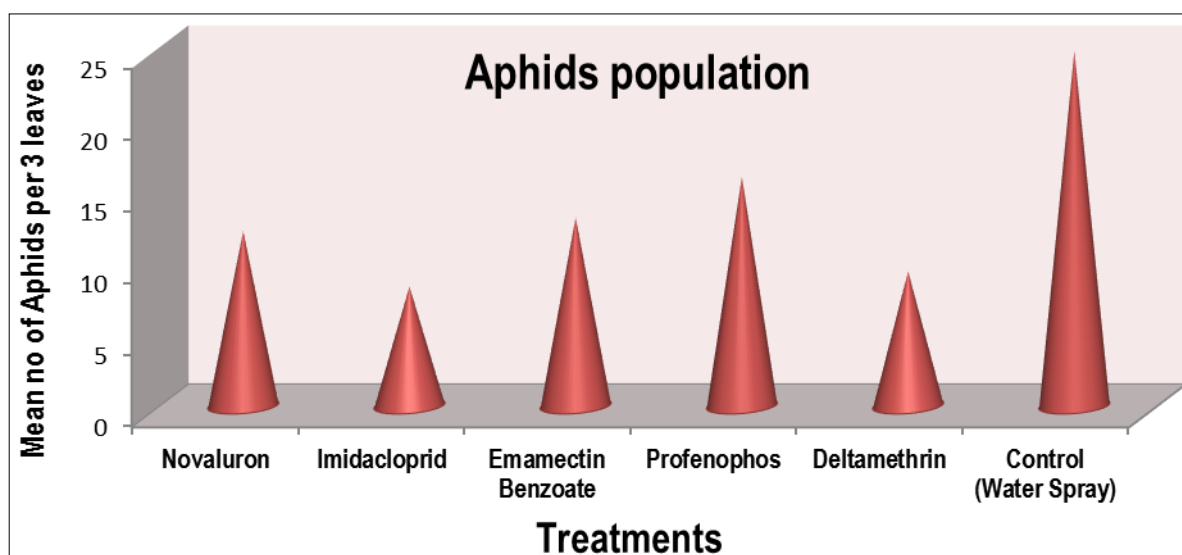 Aphids population
Mean no of Aphids per 3 leaves
25
20
15
10
5
0
Novaluron
Imidacloprid
Emamectin
Benzoate
Profenophos
Deltamethrin
Control
(Water Spray)
Treatments